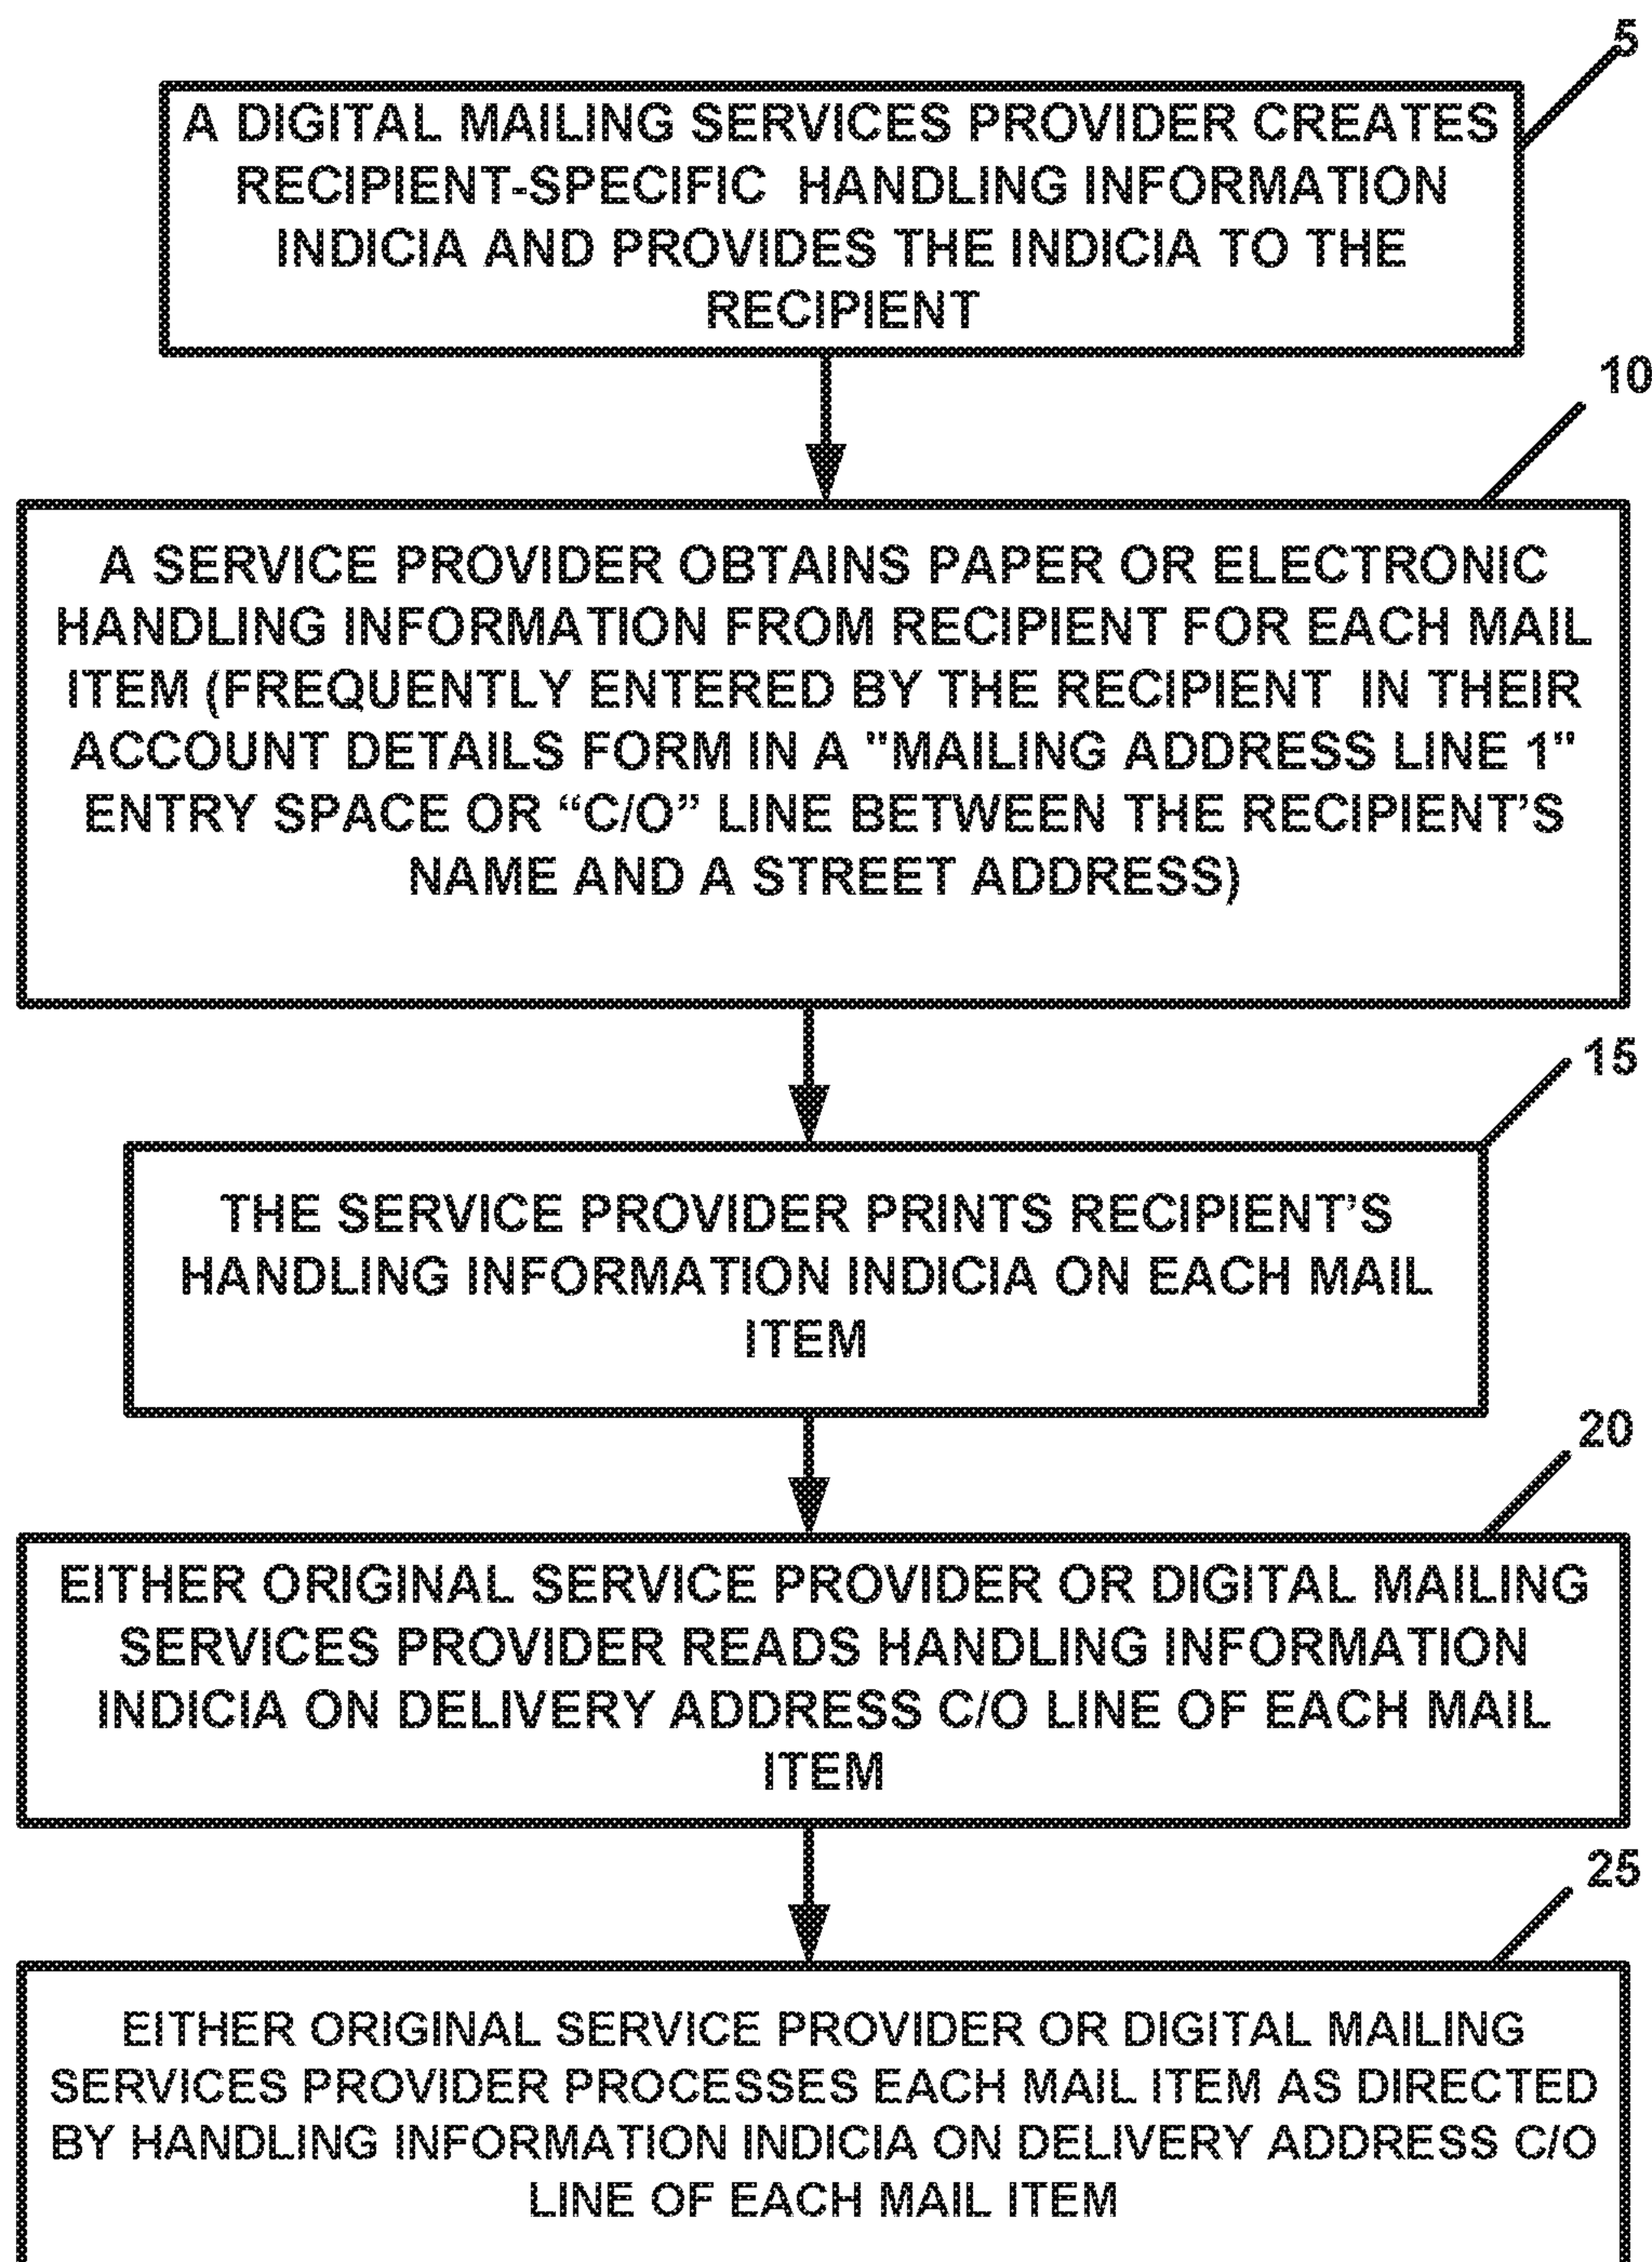 5
A DIGITAL MAILING SERVICES PROVIDER CREATES
RECIPIENT-SPECIFIC HANDLING INFORMATION
INDICIA AND PROVIDES THE INDICIA TO THE
RECIPIENT
10
A SERVICE PROVIDER OBTAINS PAPER OR ELECTRONIC
HANDLING INFORMATION FROM RECIPIENT FOR EACH MAIL
ITEM (FREQUENTLY ENTERED BY THE RECIPIENT IN THEIR
ACCOUNT DETAILS FORM IN A "MAILING ADDRESS LINE 1"
ENTRY SPACE OR “C/O” LINE BETWEEN THE RECIPIENT’S
NAME AND A STREET ADDRESS)
15
THE SERVICE PROVIDER PRINTS RECIPIENT’S
HANDLING INFORMATION INDICIA ON EACH MAIL
ITEM
20
EITHER ORIGINAL SERVICE PROVIDER OR DIGITAL MAILING
SERVICES PROVIDER READS HANDLING INFORMATION
INDICIA ON DELIVERY ADDRESS C/O LINE OF EACH MAIL
ITEM
25
EITHER ORIGINAL SERVICE PROVIDER OR DIGITAL MAILING
SERVICES PROVIDER PROCESSES EACH MAIL ITEM AS DIRECTED
BY HANDLING INFORMATION INDICIA ON DELIVERY ADDRESS C/O
LINE OF EACH MAIL ITEM